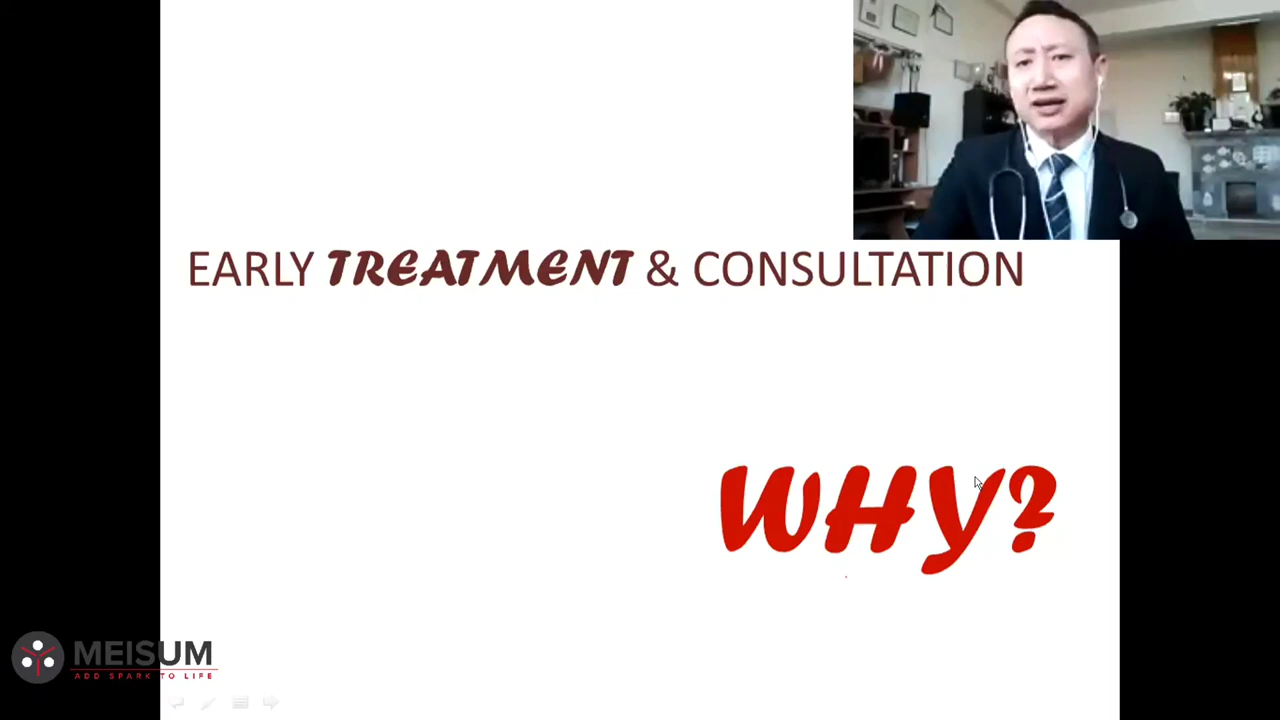 EARLY TREATMENT & CONSULTATION
WHY?
MEISUM
ADD SPARK TO LIFE